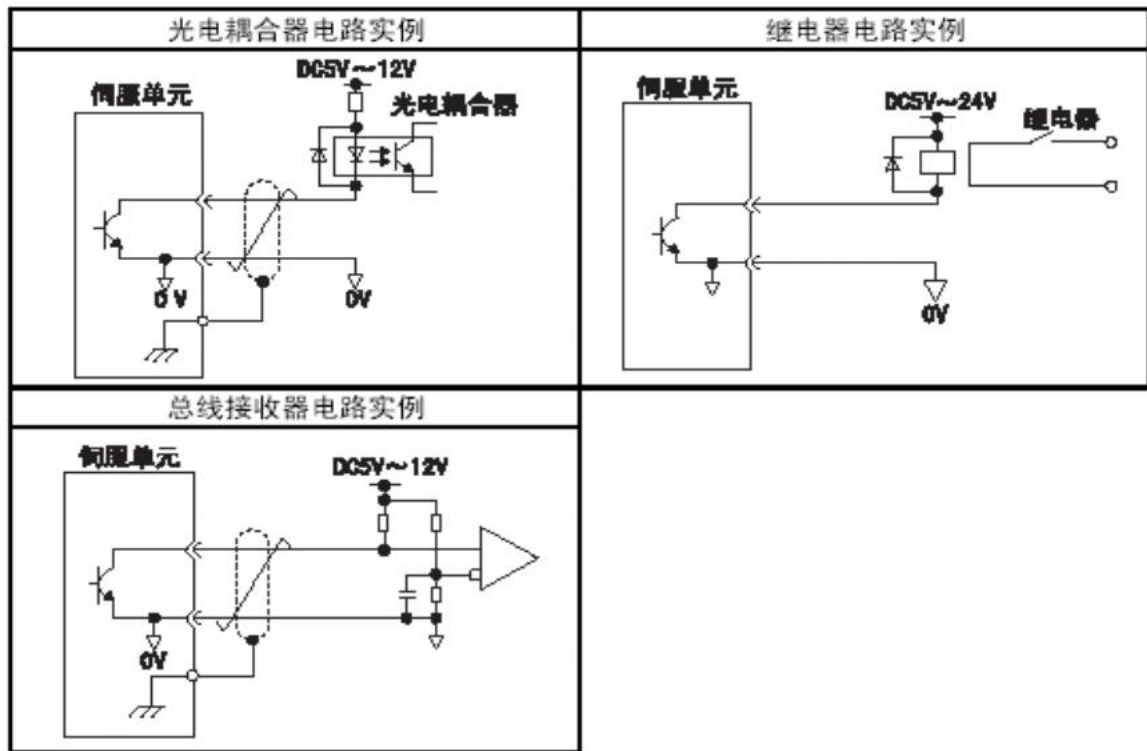 光电耦合器电路实例
DC5V～12V
伺服单元
光电耦合器
0 V
0V
继电器电路实例
伺服单元
DC5V～24V
继电器
0V
总线接收器电路实例
伺服单元
DC5V～12V
0V